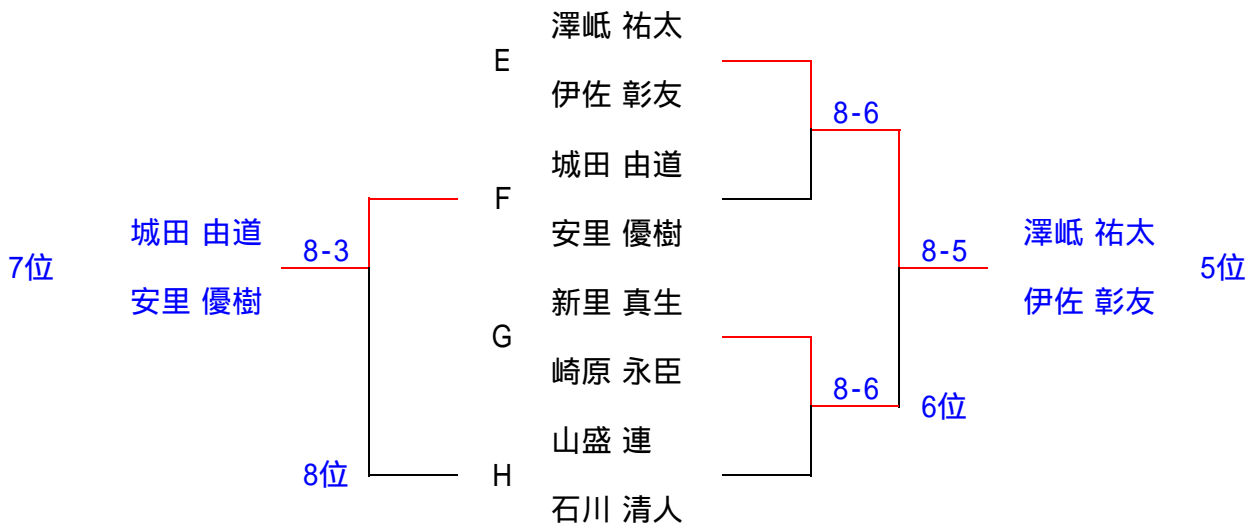 澤岻 祐太
E
伊佐 彰友
8-6
城田 由道
F
安里 優樹
城田 由道
8-3
7位
安里 優樹
澤岻 祐太
8-5
5位
伊佐 彰友
新里 真生
G
崎原 永臣
8-6
6位
山盛 連
8位
H
石川 清人